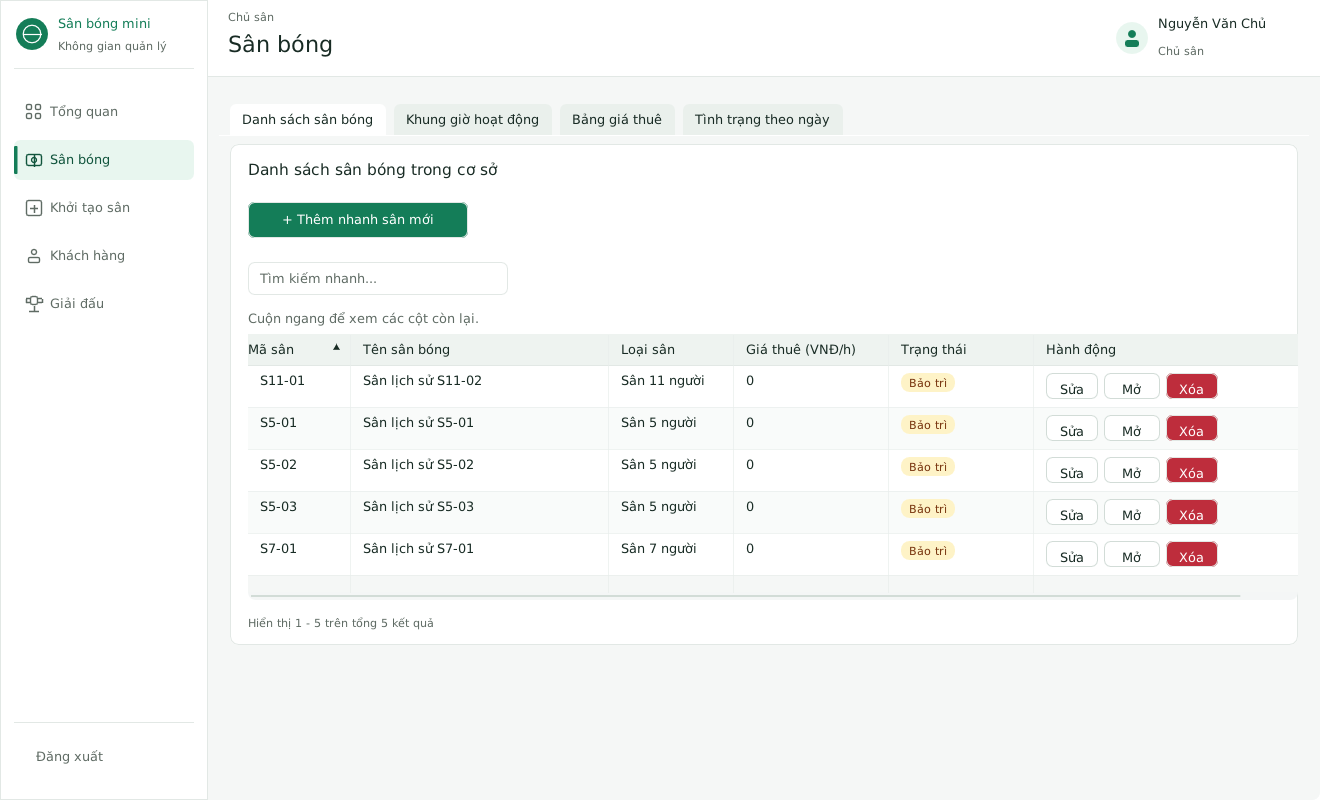 Sân bóng mini
Không gian quản lý
Tổng quan
Sân bóng
Khởi tạo sân
Khách hàng
Giải đấu
Đăng xuất
Chủ sân
Sân bóng
Nguyễn Văn Chủ
Chủ sân
Danh sách sân bóng Khung giờ hoạt động Bảng giá thuê Tình trạng theo ngày
Danh sách sân bóng trong cơ sở
+ Thêm nhanh sân mới
Tìm kiếm nhanh...
Cuộn ngang để xem các cột còn lại.
Mã sân ▲ Tên sân bóng Loại sân Giá thuê (VNĐ/h) Trạng thái Hành động
S11-01 Sân lịch sử S11-02 Sân 11 người 0 Bảo trì Sửa Mở Xóa
S5-01 Sân lịch sử S5-01 Sân 5 người 0 Bảo trì Sửa Mở Xóa
S5-02 Sân lịch sử S5-02 Sân 5 người 0 Bảo trì Sửa Mở Xóa
S5-03 Sân lịch sử S5-03 Sân 5 người 0 Bảo trì Sửa Mở Xóa
S7-01 Sân lịch sử S7-01 Sân 7 người 0 Bảo trì Sửa Mở Xóa
Hiển thị 1 - 5 trên tổng 5 kết quả